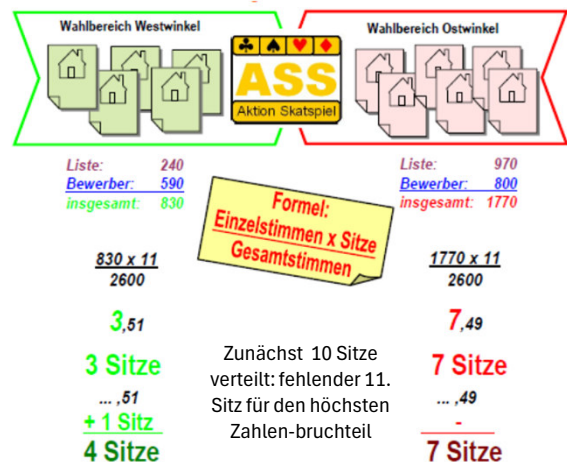 Wahlbereich Westwinkel
Wahlbereich Ostwinkel
ASS
Aktion Skatspiel
Liste: 240
Bewerber: 590
insgesamt: 830
Liste: 970
Bewerber: 800
insgesamt: 1770
Formel:
Einzelstimmen x Sitze
Gesamtstimmen
830 x 11
2600
1770 x 11
2600
3,51
7,49
3 Sitze
7 Sitze
Zunächst 10 Sitze
verteilt: fehlender 11.
Sitz für den höchsten
Zahlen-bruchteil
... ,51
+ 1 Sitz
4 Sitze
... ,49
-
7 Sitze